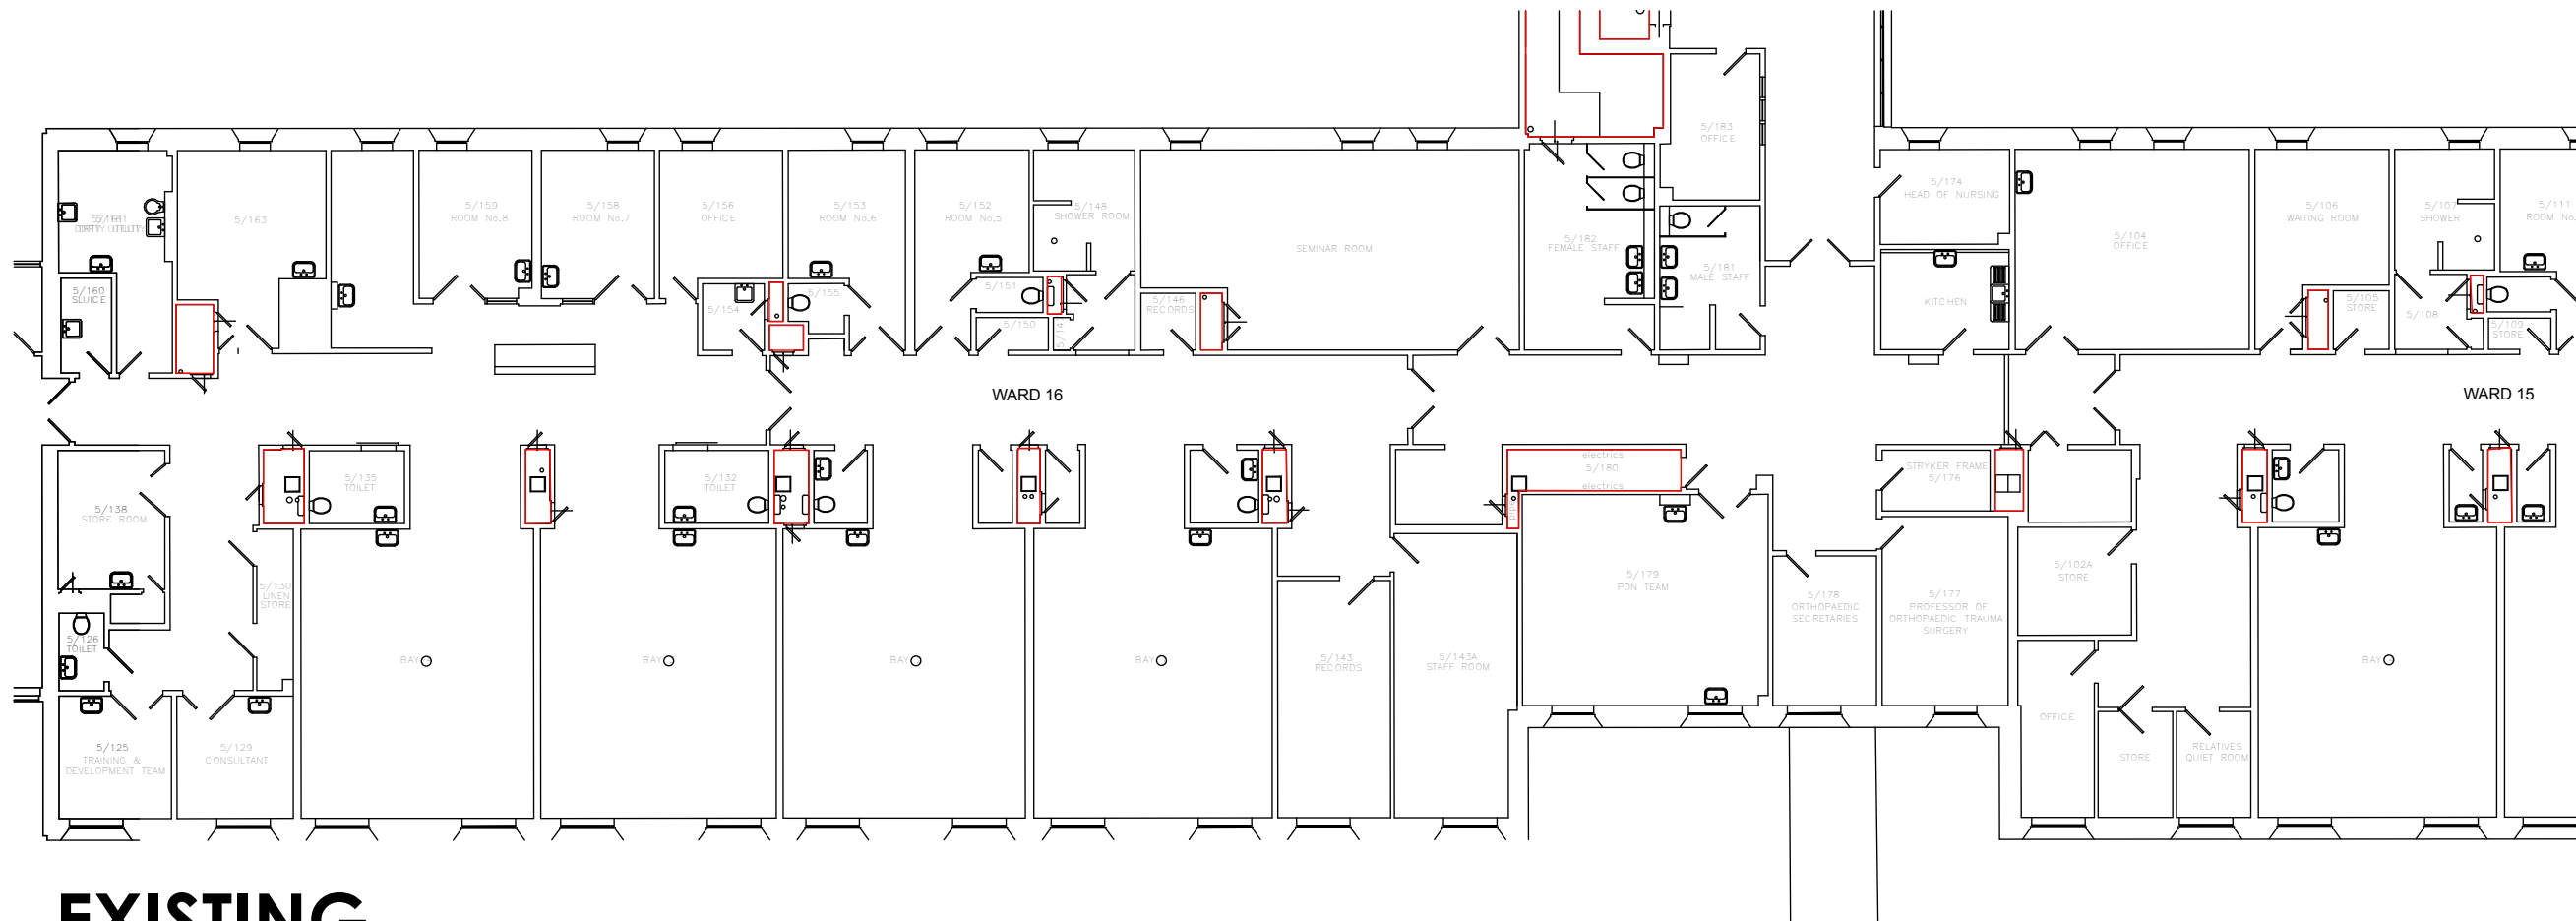 5/183
OFFICE
5/163
5/159
ROOM No.8
5/158
ROOM No.7
5/156
OFFICE
5/153
ROOM No.6
5/152
ROOM No.5
5/148
SHOWER ROOM
SEMINAR ROOM
5/182
FEMALE STAFF
5/181
MALE STAFF
5/174
HEAD OF NURSING
5/104
OFFICE
5/106
WAITING ROOM
5/107
SHOWER
5/111
5/160
SLUICE
5/154
5/155
5/151
5/150
5/146
RECORDS
KITCHEN
5/105
STORE
5/108
5/109
STORE
WARD 16
WARD 15
5/135
TOILET
5/132
TOILET
electrics
5/180
electrics
STRYKER FRAME
5/176
5/138
STORE ROOM
5/130
LINEN
STORE
5/126
TOILET
BAY
BAY
BAY
BAY
5/143
RECORDS
5/143A
STAFF ROOM
5/179
PDN TEAM
5/178
ORTHOPAEDIC
SECRETARIES
5/177
PROFESSOR OF
ORTHOPAEDIC TRAUMA
SURGERY
5/102A
STORE
BAY
5/125
TRAINING &
DEVELOPMENT TEAM
5/129
CONSULTANT
OFFICE
STORE
RELATIVES
QUIET ROOM
EXISTING